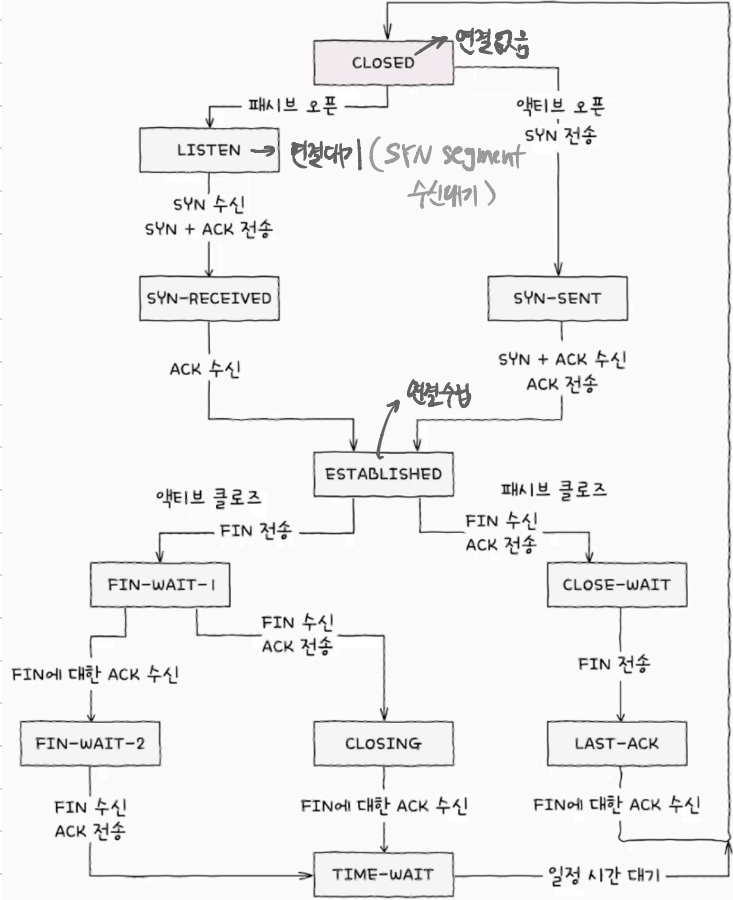 CLOSED → 연결없음
패시브 오픈
액티브 오픈
SYN 전송
LISTEN → 연결대기 (SYN segment
수신대기)
SYN 수신
SYN + ACK 전송
SYN-RECEIVED
SYN-SENT
ACK 수신
SYN + ACK 수신
ACK 전송
연결수립
ESTABLISHED
액티브 클로즈
패시브 클로즈
FIN 전송
FIN 수신
ACK 전송
FIN-WAIT-1
CLOSE-WAIT
FIN 수신
ACK 전송
FIN에 대한 ACK 수신
FIN 전송
FIN-WAIT-2
CLOSING
LAST-ACK
FIN 수신
ACK 전송
FIN에 대한 ACK 수신
FIN에 대한 ACK 수신
TIME-WAIT
일정 시간 대기